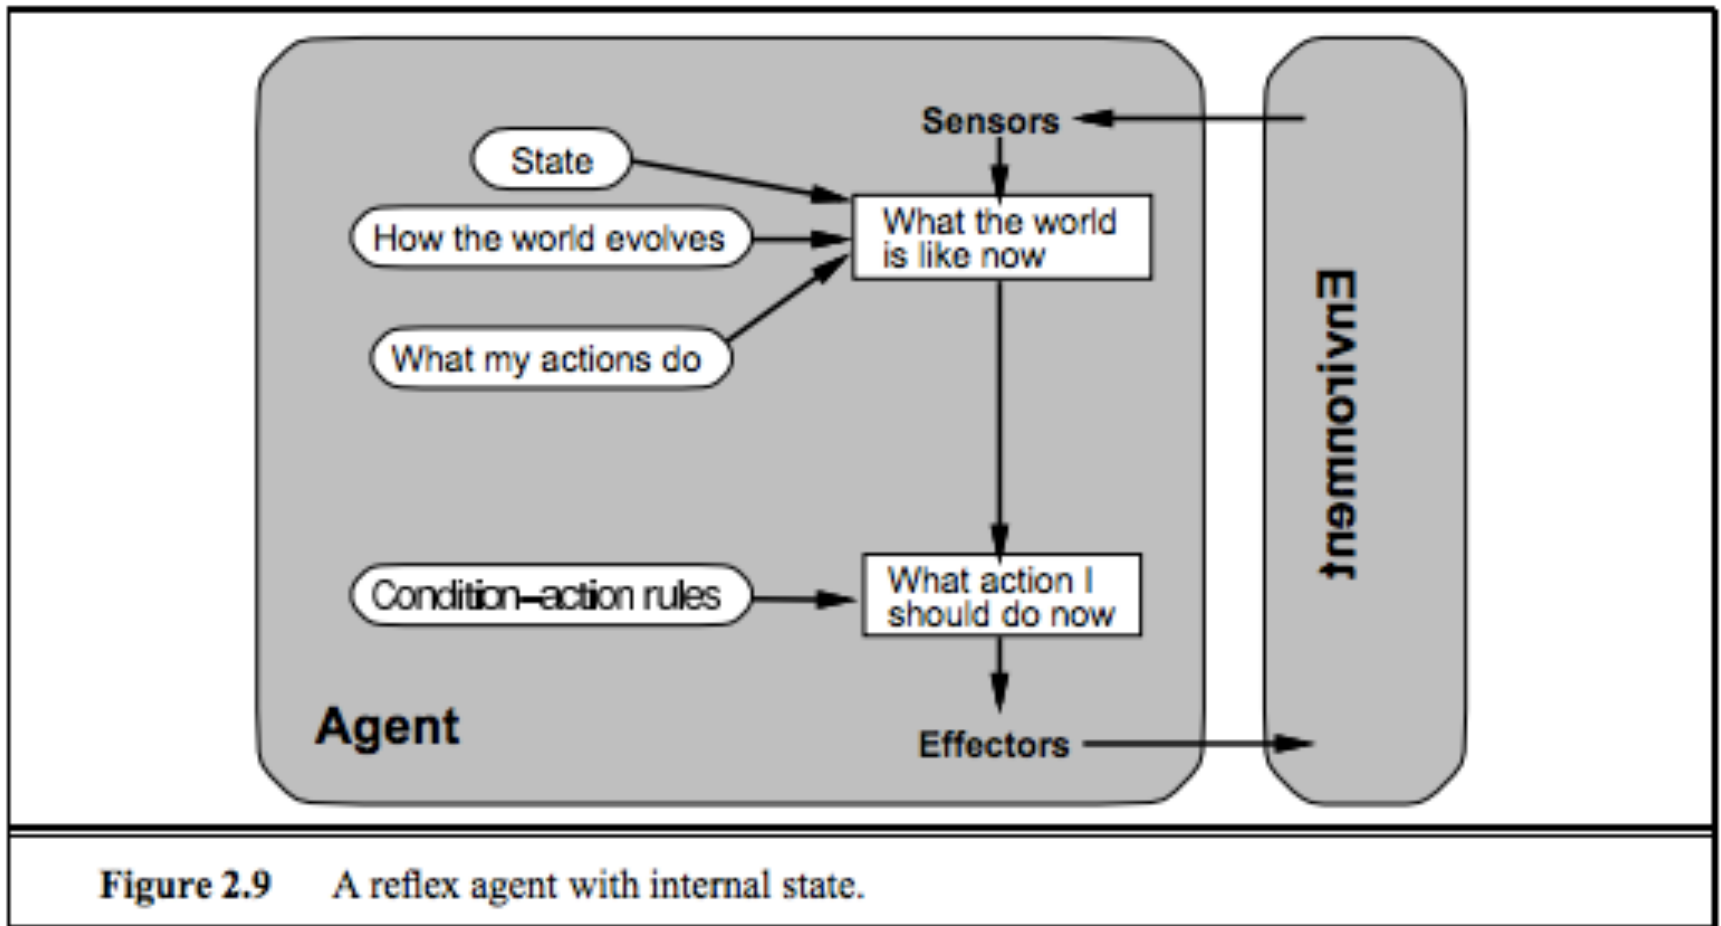 Sensors
State
What the world
is like now
How the world evolves
What my actions do
Environment
Condition–action rules
What action I
should do now
Agent
Effectors
Figure 2.9 A reflex agent with internal state.